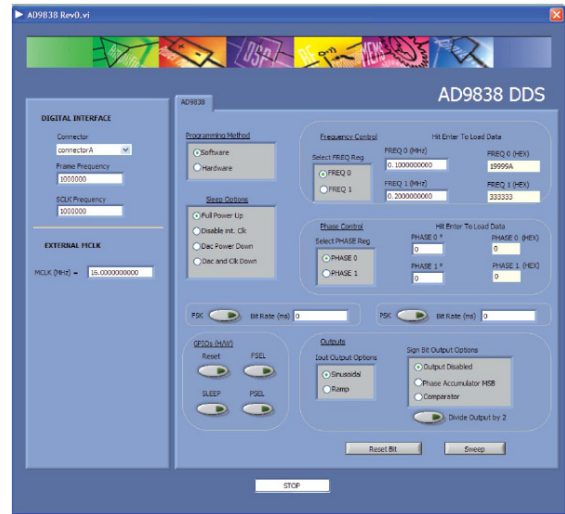 AD9838 Rev0.vi
AD9838 DDS
DIGITAL INTERFACE
Connector
connector A
Frame Frequency
1000000
SCLK Frequency
1000000
EXTERNAL MCLK
MCLK (MHz) = 16.0000000000
AD9838
Programming Method
Software
Hardware
Sleep Options
Full Power Up
Disable int. Clk
Dac Power Down
Dac and Clk Down
Frequency Control
Hit Enter To Load Data
Select FREQ Reg
FREQ 0
FREQ 1
FREQ 0 (MHz)
0.1000000000
FREQ 0 (HEX)
19999A
FREQ 1 (MHz)
0.2000000000
FREQ 1 (HEX)
333333
Phase Control
Hit Enter To Load Data
Select PHASE Reg
PHASE 0
PHASE 1
PHASE 0 °
0
PHASE 0 (HEX)
0
PHASE 1 °
0
PHASE 1 (HEX)
0
FSK Bit Rate (ms) 0
PSK Bit Rate (ms) 0
GPIOs (H/W)
Reset FSEL
SLEEP PSEL
Outputs
Iout Output Options
Sinusoidal
Ramp
Sign Bit Output Options
Output Disabled
Phase Accumulator MSB
Comparator
Divide Output by 2
Reset Bit
Sweep
STOP